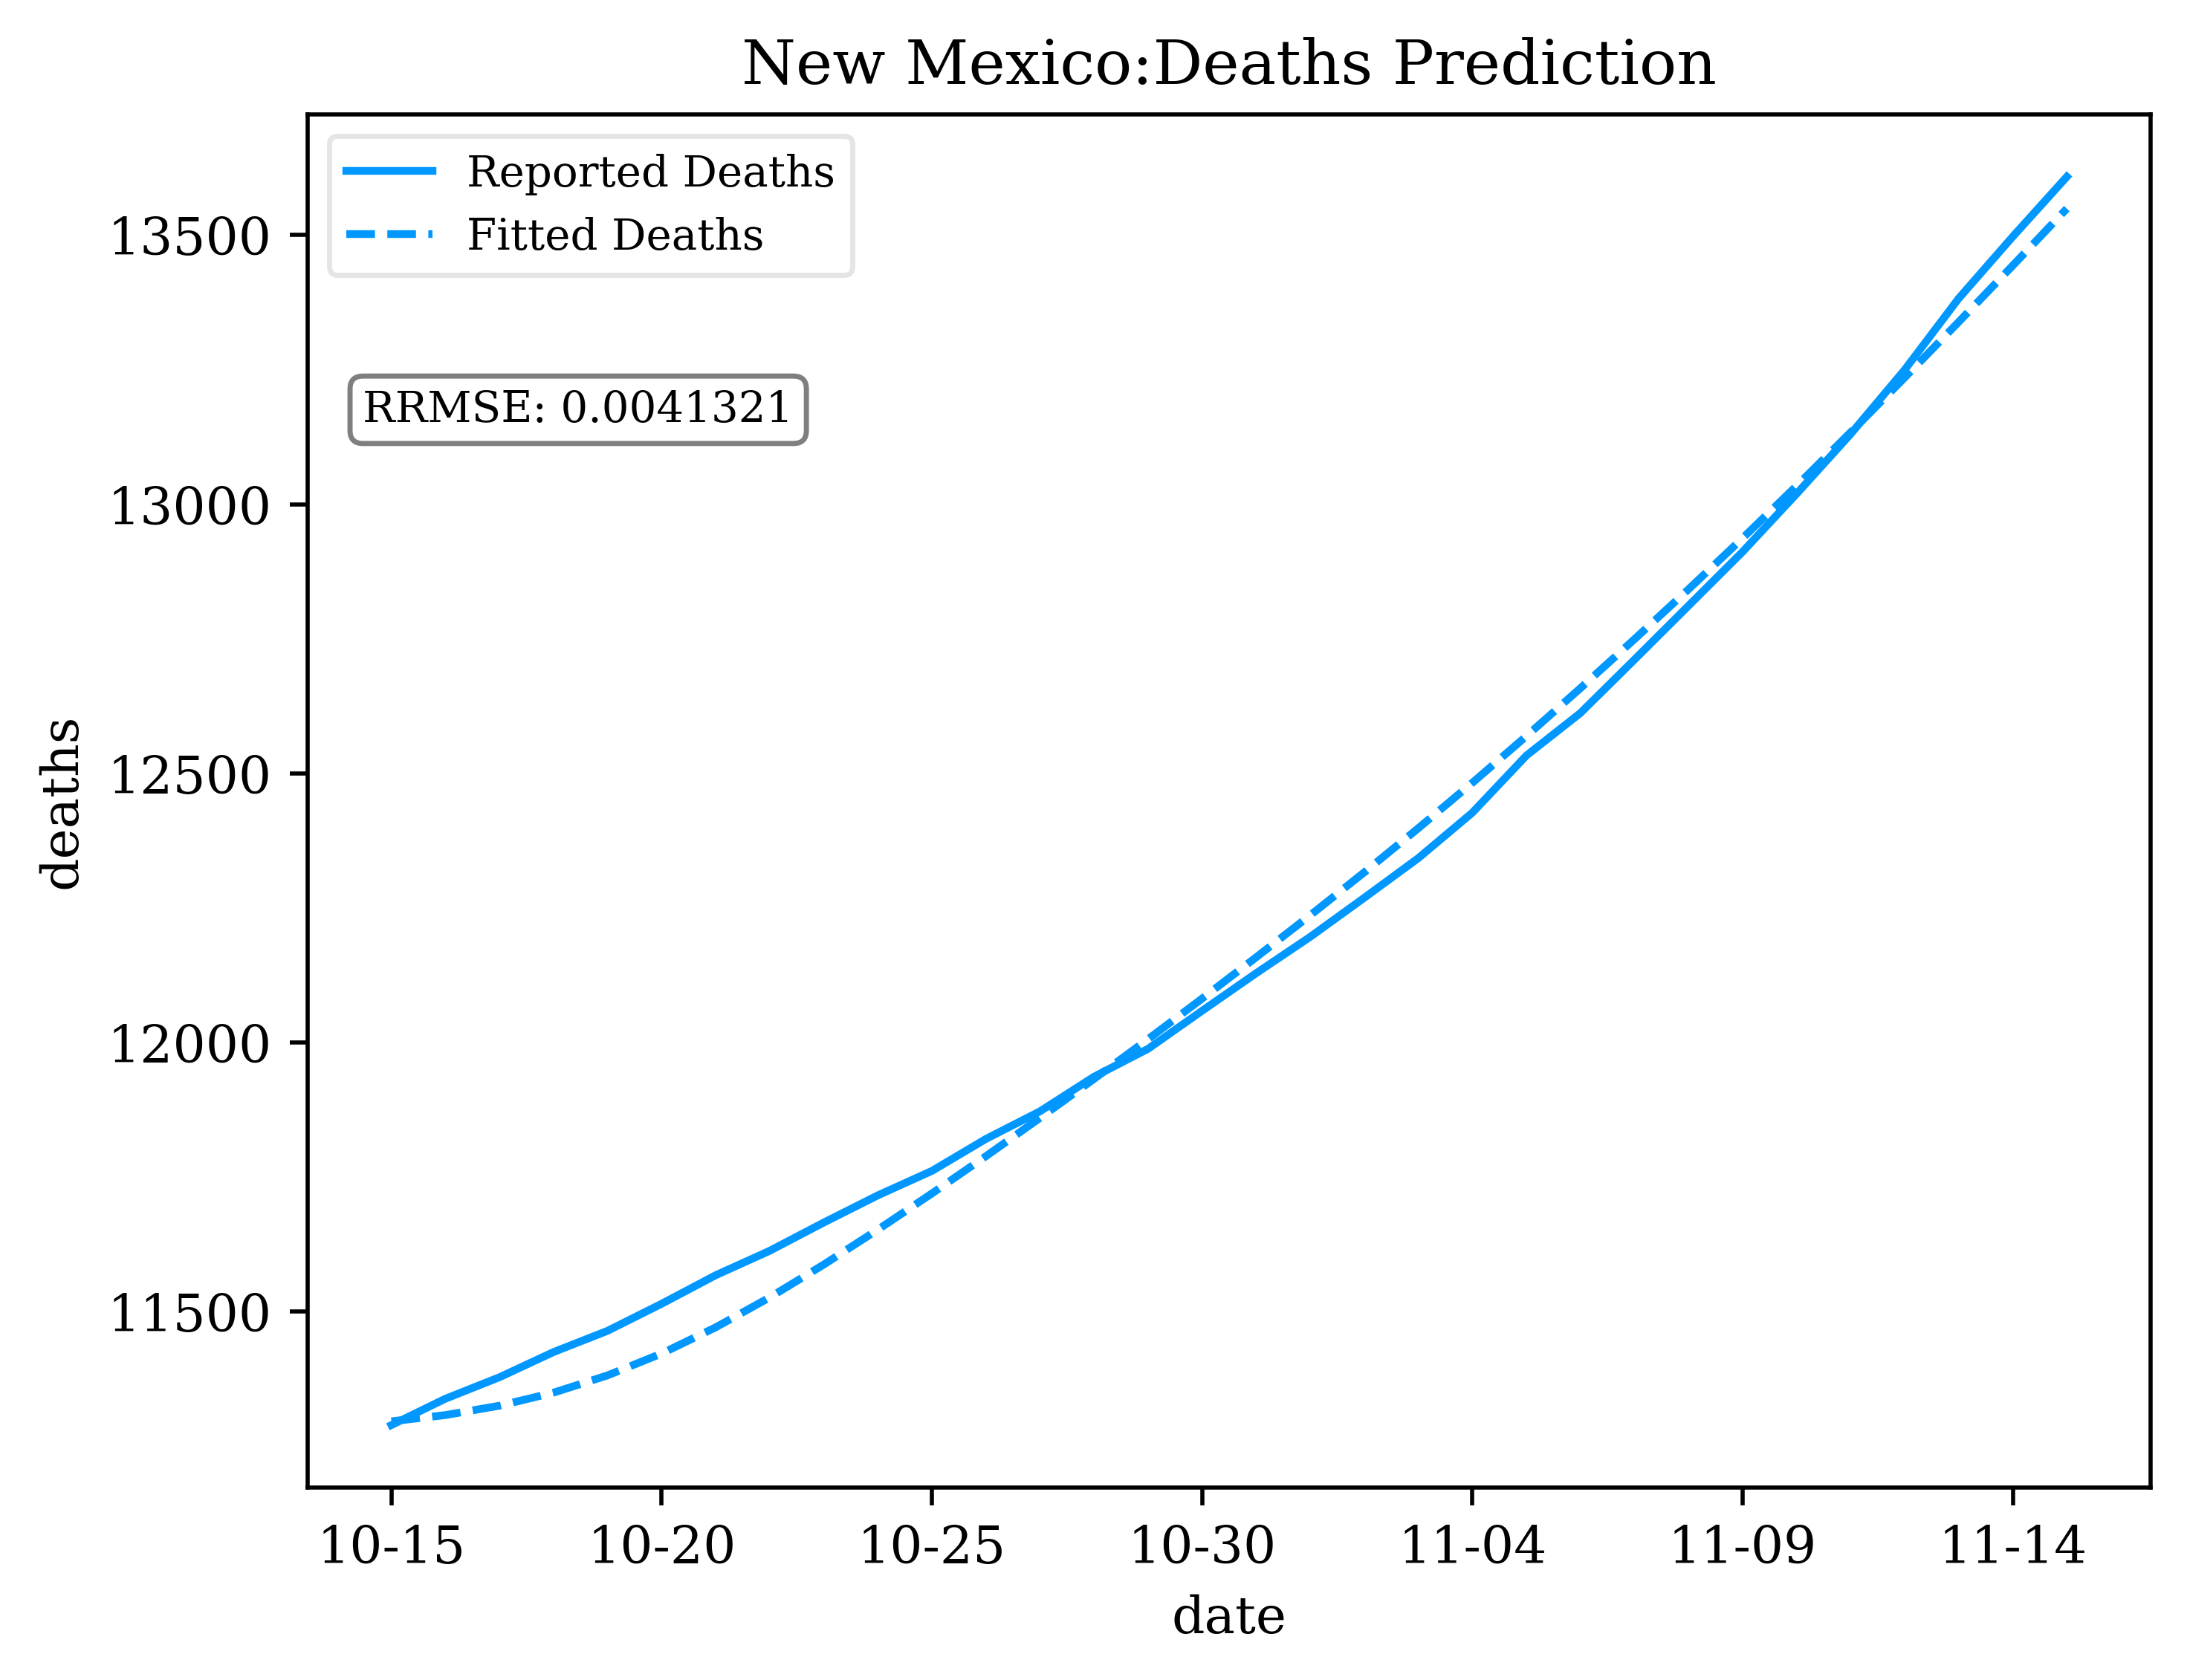 New Mexico:Deaths Prediction
Reported Deaths
Fitted Deaths
RRMSE: 0.0041321
13500
13000
12500
12000
11500
deaths
10-15 10-20 10-25 10-30 11-04 11-09 11-14
date